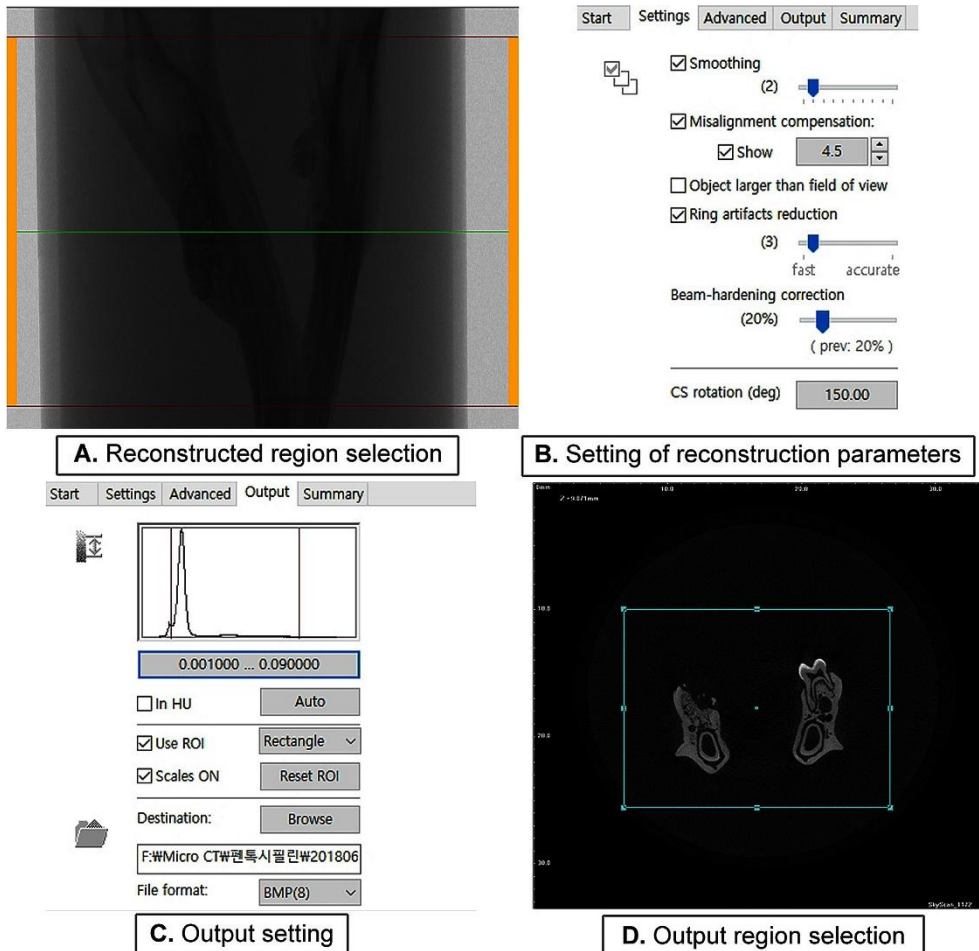 Start Settings Advanced Output Summary
Smoothing
(2)
Misalignment compensation:
Show 4.5
Object larger than field of view
Ring artifacts reduction
(3)
fast accurate
Beam-hardening correction
(20%)
( prev: 20% )
CS rotation (deg) 150.00
A. Reconstructed region selection
B. Setting of reconstruction parameters
Start Settings Advanced Output Summary
0.001000 ... 0.090000
In HU Auto
Use ROI Rectangle
Scales ON Reset ROI
Destination: Browse
F:₩Micro CT₩펜톡시필린₩201806
File format: BMP(8)
C. Output setting
0mm 10.0 20.0 30.0
Z=9.071mm
10.0
20.0
30.0
SkyScan_1172
D. Output region selection